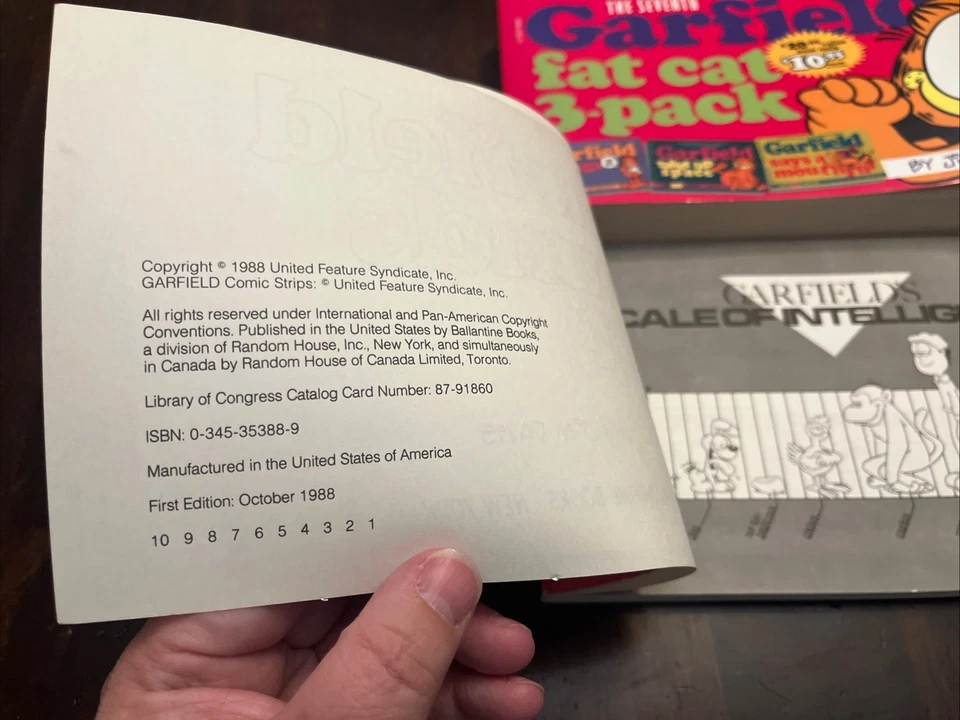 Copyright © 1988 United Feature Syndicate, Inc.
GARFIELD Comic Strips: © United Feature Syndicate, Inc.
All rights reserved under International and Pan-American Copyright
Conventions. Published in the United States by Ballantine Books,
a division of Random House, Inc., New York, and simultaneously
in Canada by Random House of Canada Limited, Toronto.
Library of Congress Catalog Card Number: 87-91860
ISBN: 0-345-35388-9
Manufactured in the United States of America
First Edition: October 1988
10 9 8 7 6 5 4 3 2 1
THE SEVENTH
Garfield
fat cat
3-pack
Garfield
Garfield
says a
mouthful
BY
GARFIELD'S
OF